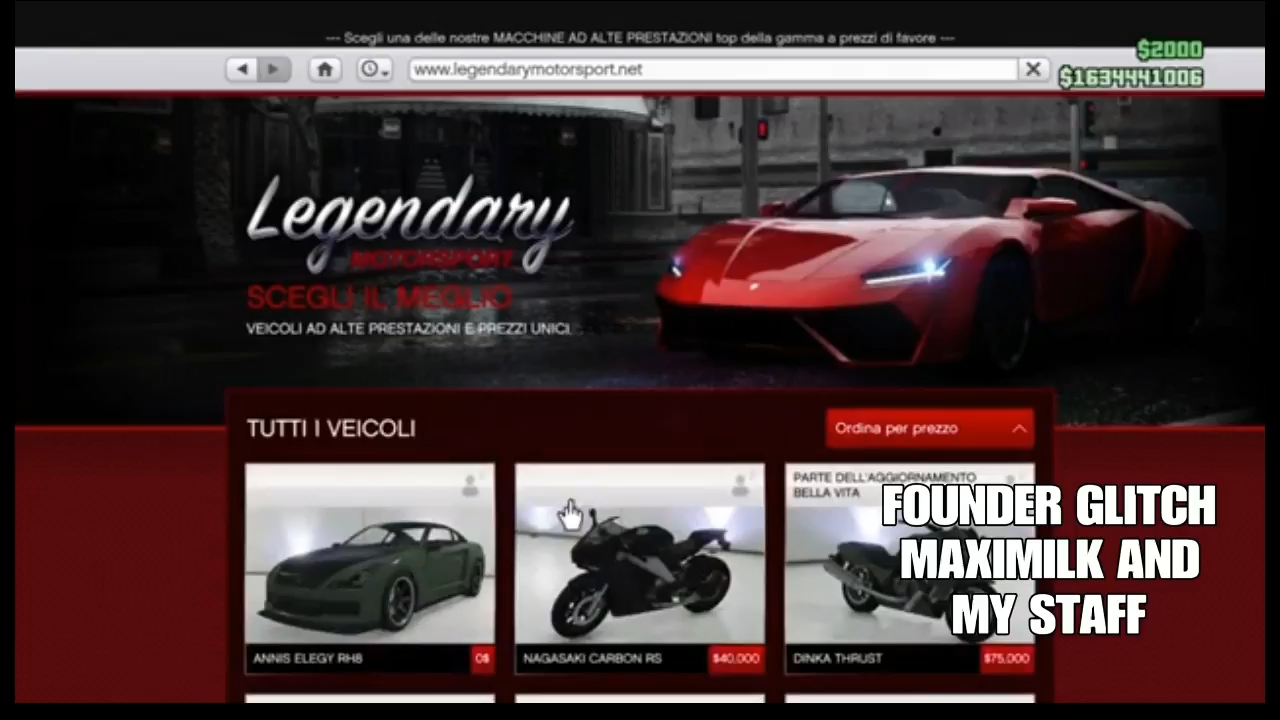 --- Scegli una delle nostre MACCHINE AD ALTE PRESTAZIONI top della gamma a prezzi di favore ---
$2000
www.legendarymotorsport.net
$1634441006
Legendary
MOTORSPORT
SCEGLI IL MEGLIO
VEICOLI AD ALTE PRESTAZIONI E PREZZI UNICI.
TUTTI I VEICOLI
Ordina per prezzo
PARTE DELL'AGGIORNAMENTO
BELLA VITA
FOUNDER GLITCH
MAXIMILK AND
MY STAFF
ANNIS ELEGY RH8
0$
NAGASAKI CARBON RS
$40,000
DINKA THRUST
$75,000